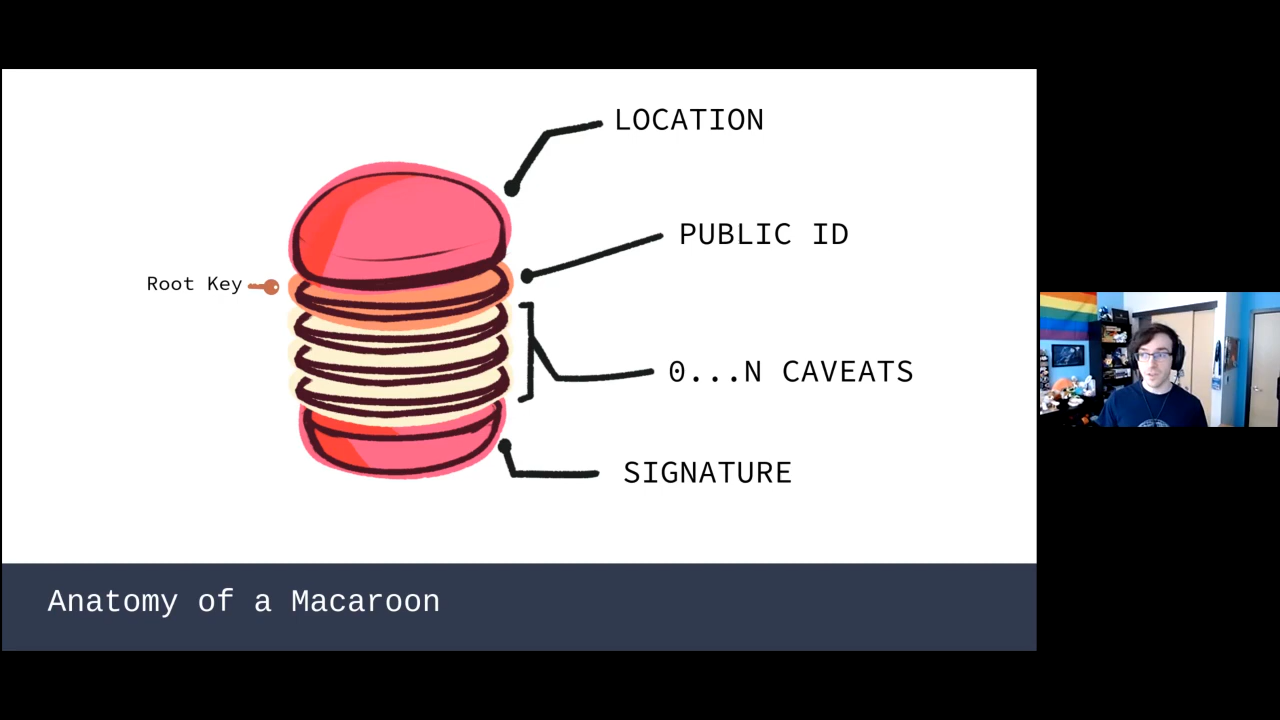 LOCATION
PUBLIC ID
Root Key
0...N CAVEATS
SIGNATURE
Anatomy of a Macaroon